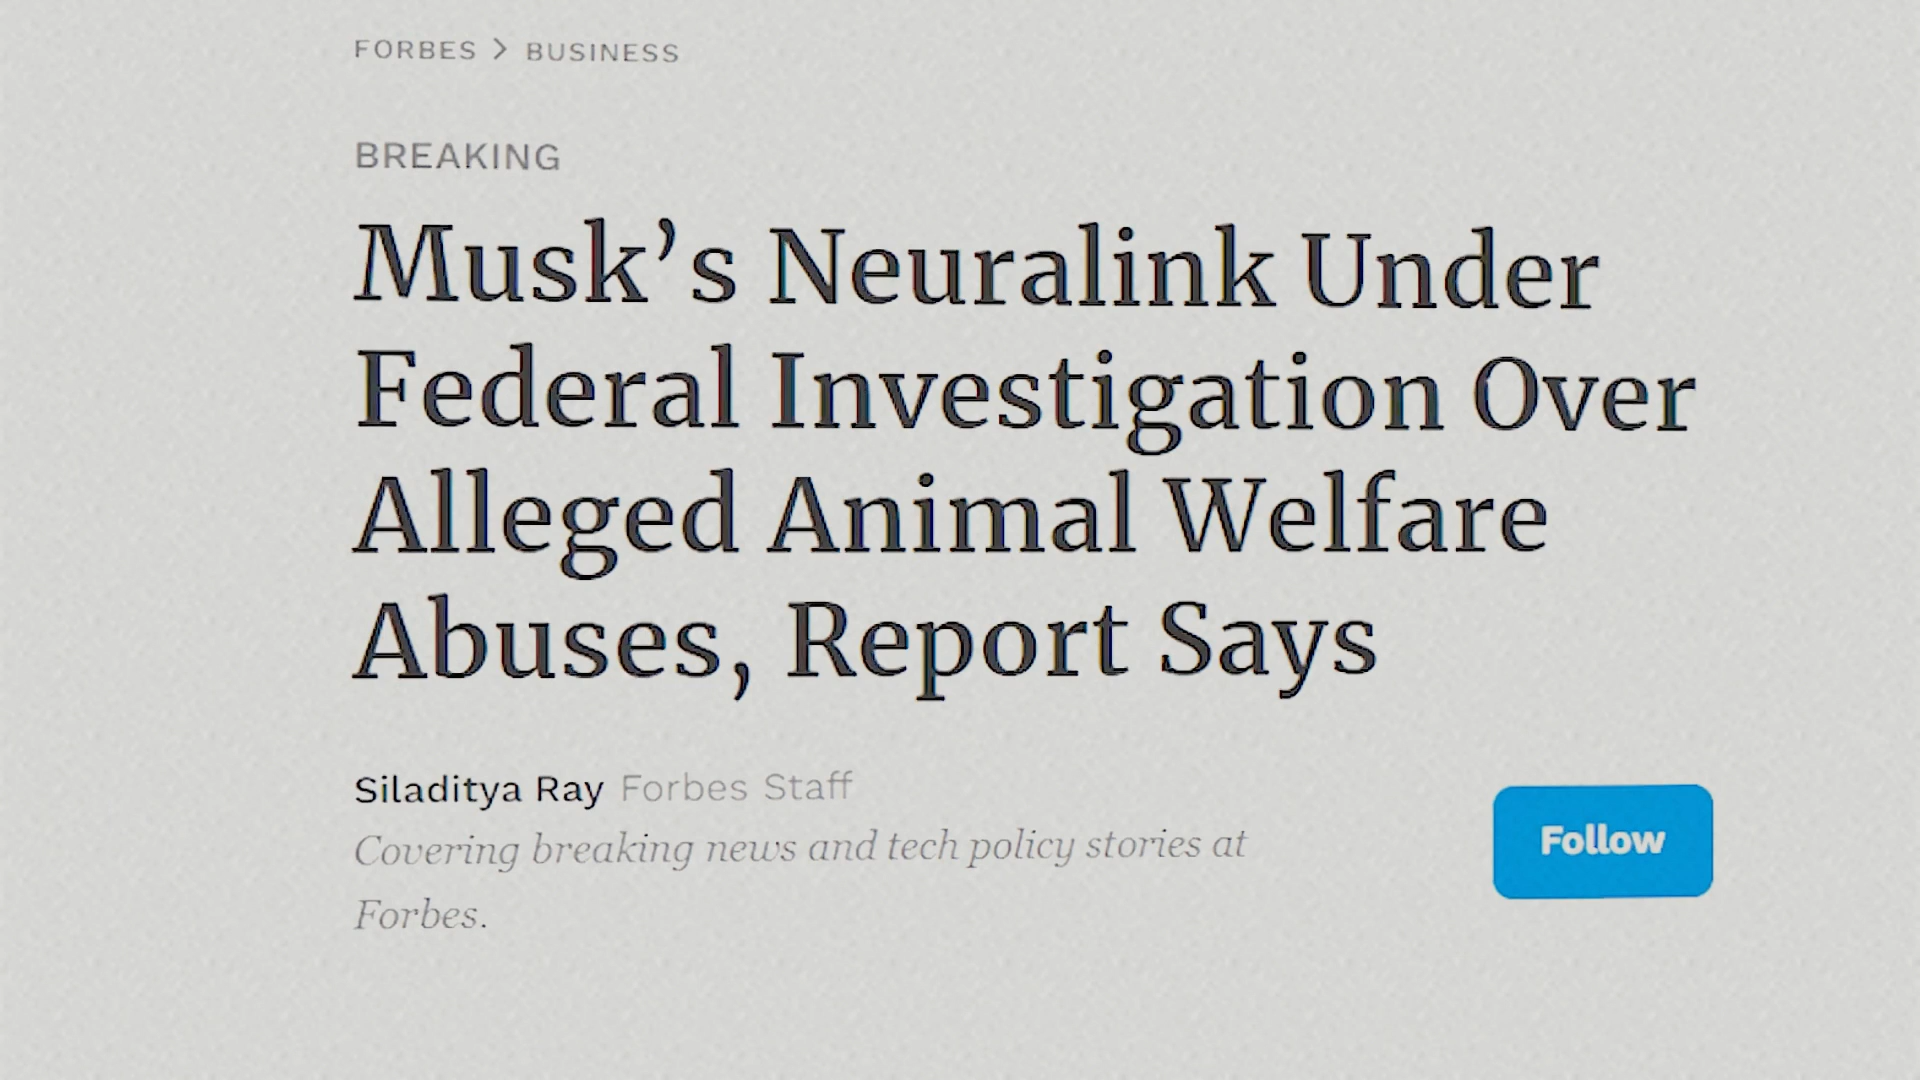 FORBES > BUSINESS
BREAKING
Musk’s Neuralink Under
Federal Investigation Over
Alleged Animal Welfare
Abuses, Report Says
Siladitya Ray Forbes Staff
Covering breaking news and tech policy stories at
Forbes.
Follow